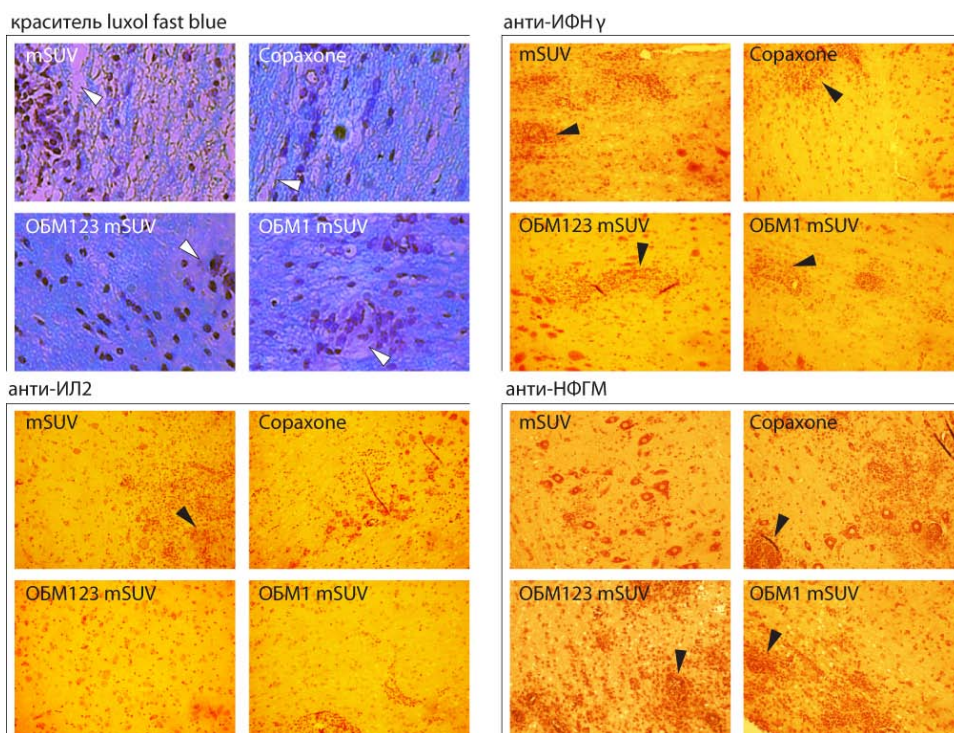 краситель luxol fast blue
mSUV
Copaxone
ОБМ123 mSUV
ОБМ1 mSUV
анти-ИФН γ
mSUV
Copaxone
ОБМ123 mSUV
ОБМ1 mSUV
анти-ИЛ2
mSUV
Copaxone
ОБМ123 mSUV
ОБМ1 mSUV
анти-НФГМ
mSUV
Copaxone
ОБМ123 mSUV
ОБМ1 mSUV